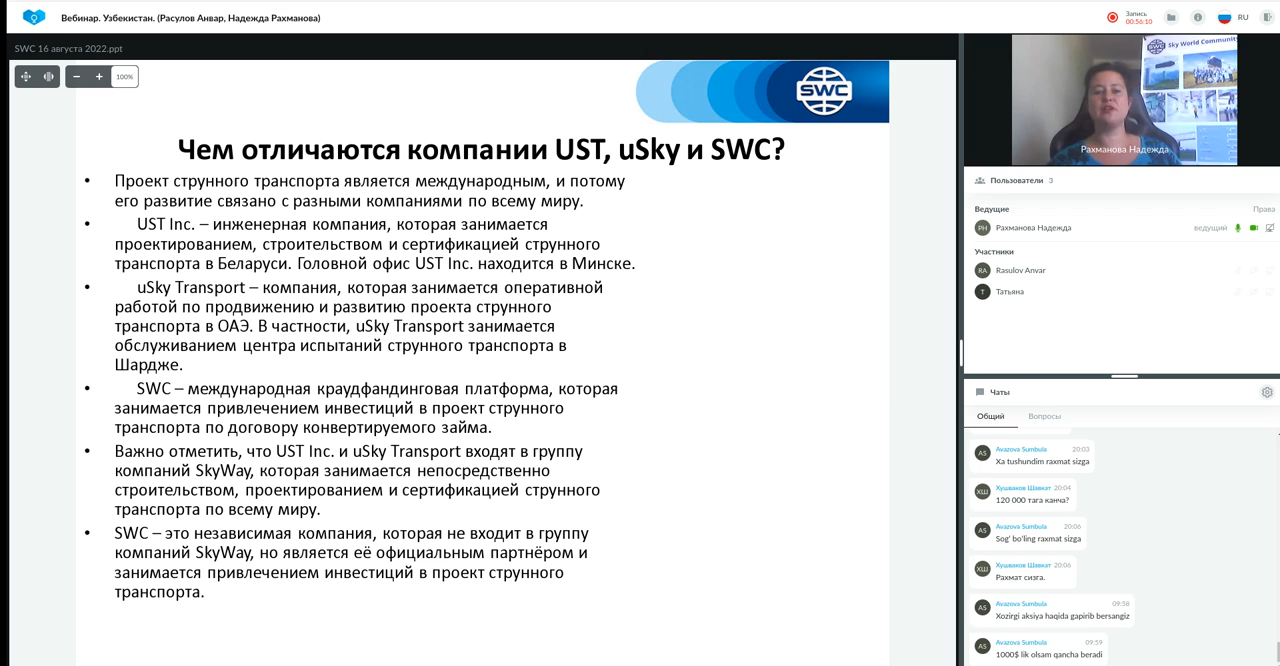 Вебинар. Узбекистан. (Расулов Анвар, Надежда Рахманова)
Запись
00:56:10
RU
SWC 16 августа 2022.ppt
100%
SWC
Чем отличаются компании UST, uSky и SWC?
• Проект струнного транспорта является международным, и потому
его развитие связано с разными компаниями по всему миру.
• UST Inc. – инженерная компания, которая занимается
проектированием, строительством и сертификацией струнного
транспорта в Беларуси. Головной офис UST Inc. находится в Минске.
• uSky Transport – компания, которая занимается оперативной
работой по продвижению и развитию проекта струнного
транспорта в ОАЭ. В частности, uSky Transport занимается
обслуживанием центра испытаний струнного транспорта в
Шардже.
• SWC – международная краудфандинговая платформа, которая
занимается привлечением инвестиций в проект струнного
транспорта по договору конвертируемого займа.
• Важно отметить, что UST Inc. и uSky Transport входят в группу
компаний SkyWay, которая занимается непосредственно
строительством, проектированием и сертификацией струнного
транспорта по всему миру.
• SWC – это независимая компания, которая не входит в группу
компаний SkyWay, но является её официальным партнёром и
занимается привлечением инвестиций в проект струнного
транспорта.
SWC Sky World Community
Рахманова Надежда
Пользователи 3
Ведущие Права
РН Рахманова Надежда ведущий
Участники
RA Rasulov Anvar
Т Татьяна
Чаты
Общий Вопросы
AS Avazova Sumbula 20:03
Xa tushundim raxmat sizga
ХШ Хушваков Шавкат 20:04
120 000 тага канча?
AS Avazova Sumbula 20:06
Sog' bo'ling raxmat sizga
ХШ Хушваков Шавкат 20:06
Рахмат сизга.
AS Avazova Sumbula 09:58
Xozirgi aksiya haqida gapirib bersangiz
AS Avazova Sumbula 09:59
1000$ lik olsam qancha beradi